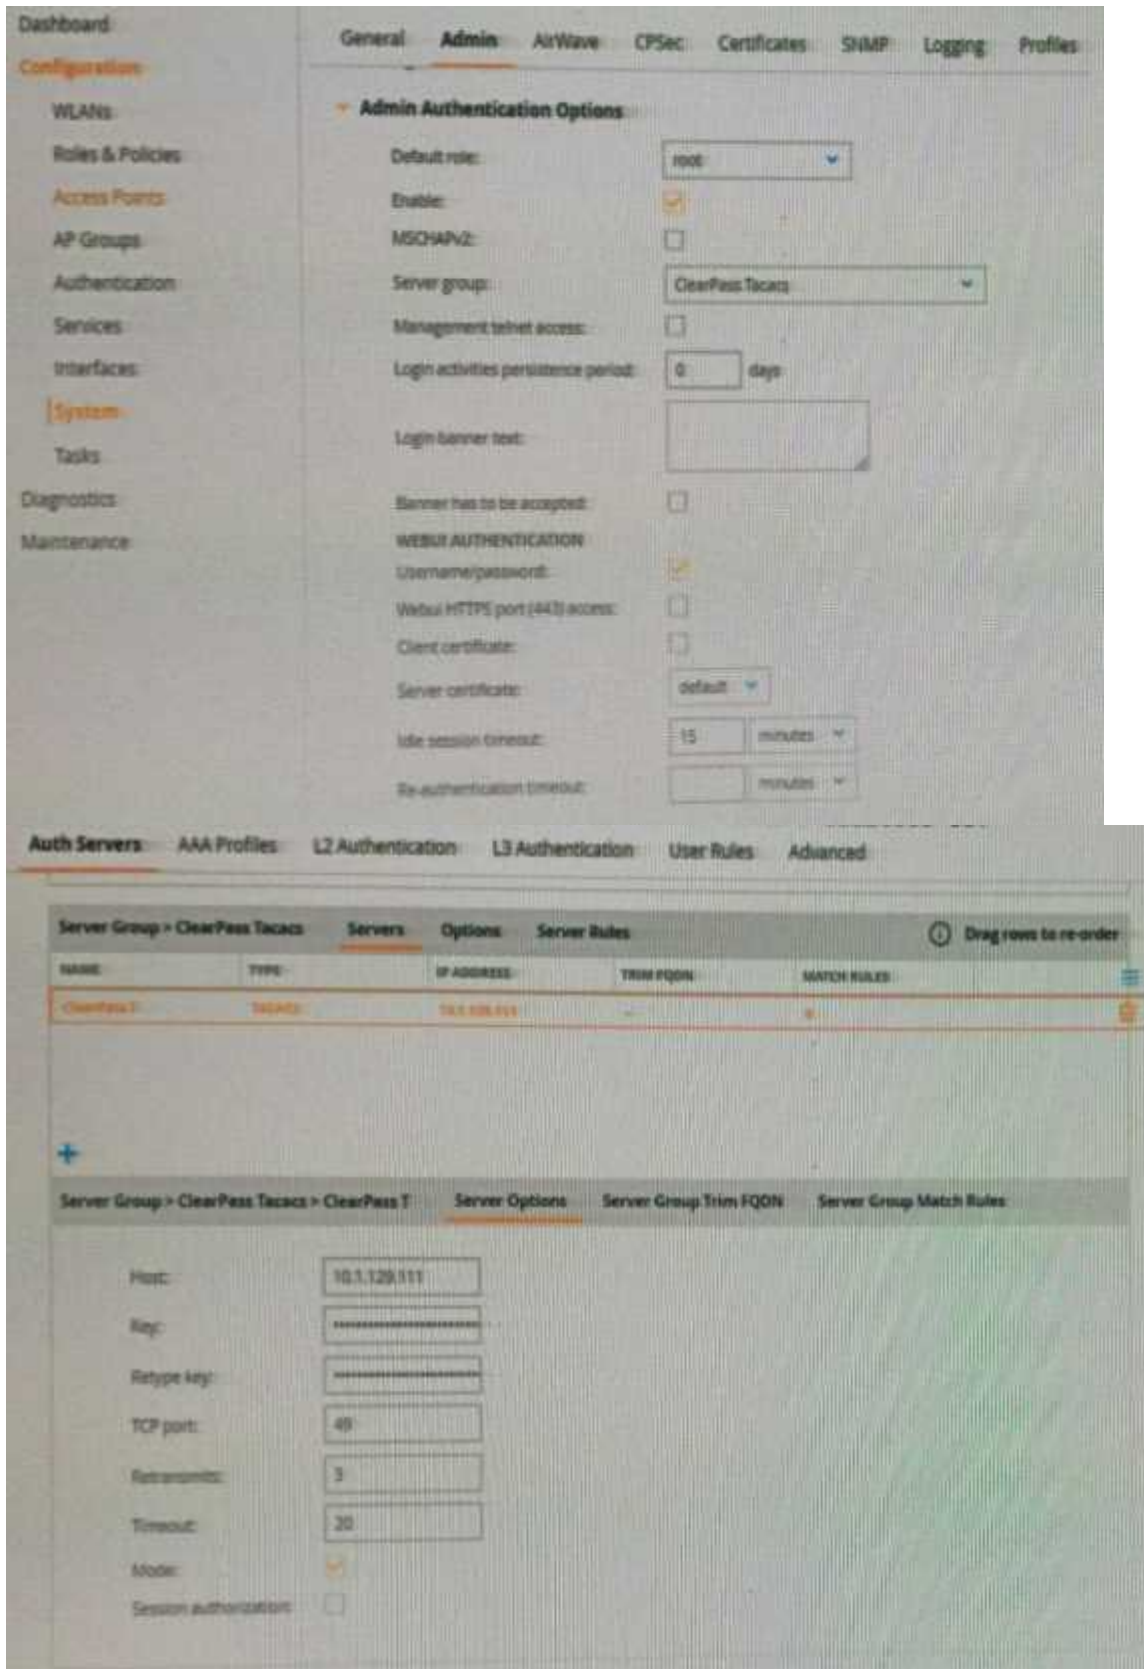 Dashboard
Configuration
WLANs
Roles & Policies
Access Points
AP Groups
Authentication
Services
Interfaces
System
Tasks
Diagnostics
Maintenance
General Admin AirWave CPSec Certificates SNMP Logging Profiles
Admin Authentication Options
Default role: root
Enable:
MSCHAPv2:
Server group: ClearPass Tacacs
Management telnet access:
Login activities persistence period: 0 days
Login banner text:
Banner has to be accepted:
WEBUI AUTHENTICATION
Username/password:
Webui HTTPS port (443) access:
Client certificate:
Server certificate: default
Idle session timeout: 15 minutes
Re-authentication timeout: minutes
Auth Servers AAA Profiles L2 Authentication L3 Authentication User Rules Advanced
Server Group > ClearPass Tacacs Servers Options Server Rules Drag rows to re-order
NAME TYPE IP ADDRESS TRIM FQDN MATCH RULES
ClearPass T TACACS 10.1.129.111 -
Server Group > ClearPass Tacacs > ClearPass T Server Options Server Group Trim FQDN Server Group Match Rules
Host: 10.1.129.111
Key:
Retype key:
TCP port: 49
Retransmits: 3
Timeout: 20
Mode:
Session authorization: